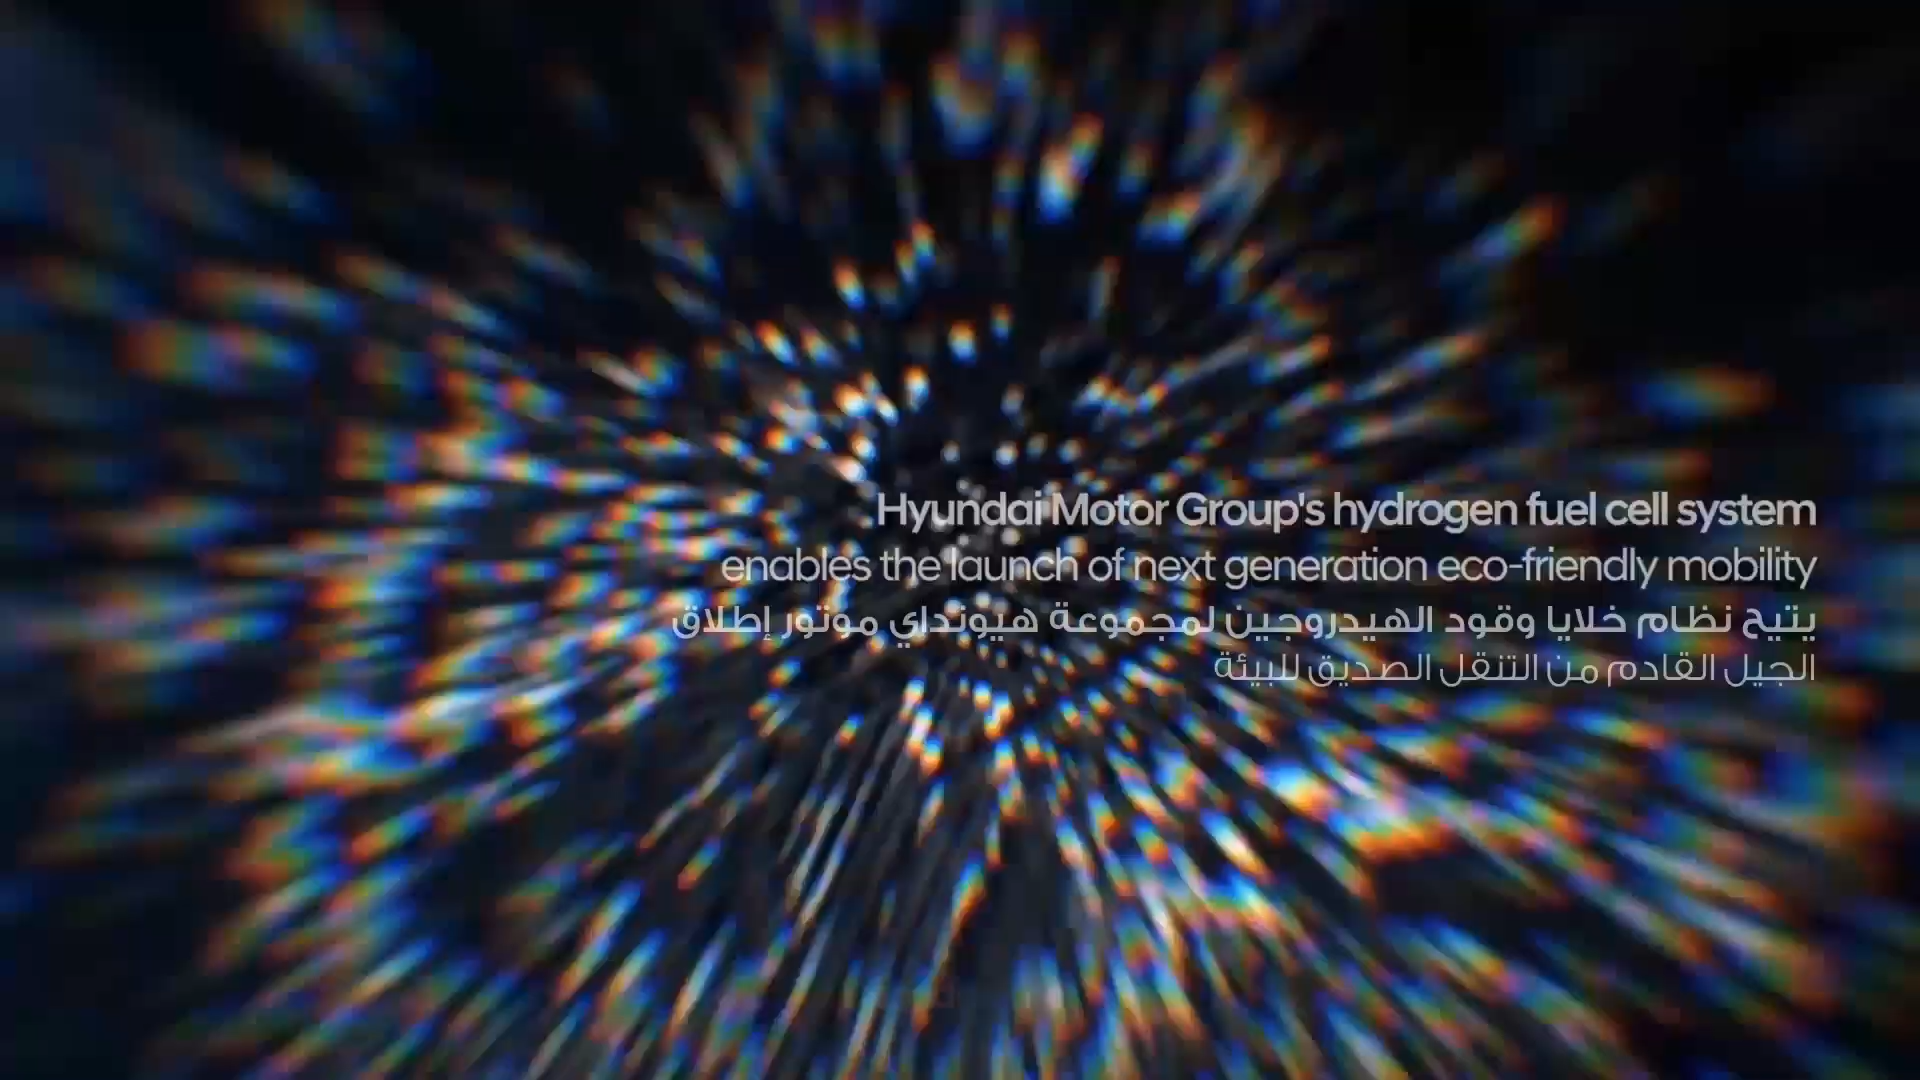 Hyundai Motor Group's hydrogen fuel cell system
enables the launch of next generation eco-friendly mobility
يتيح نظام خلايا وقود الهيدروجين لمجموعة هيونداي موتور إطلاق
الجيل القادم من التنقل الصديق للبيئة